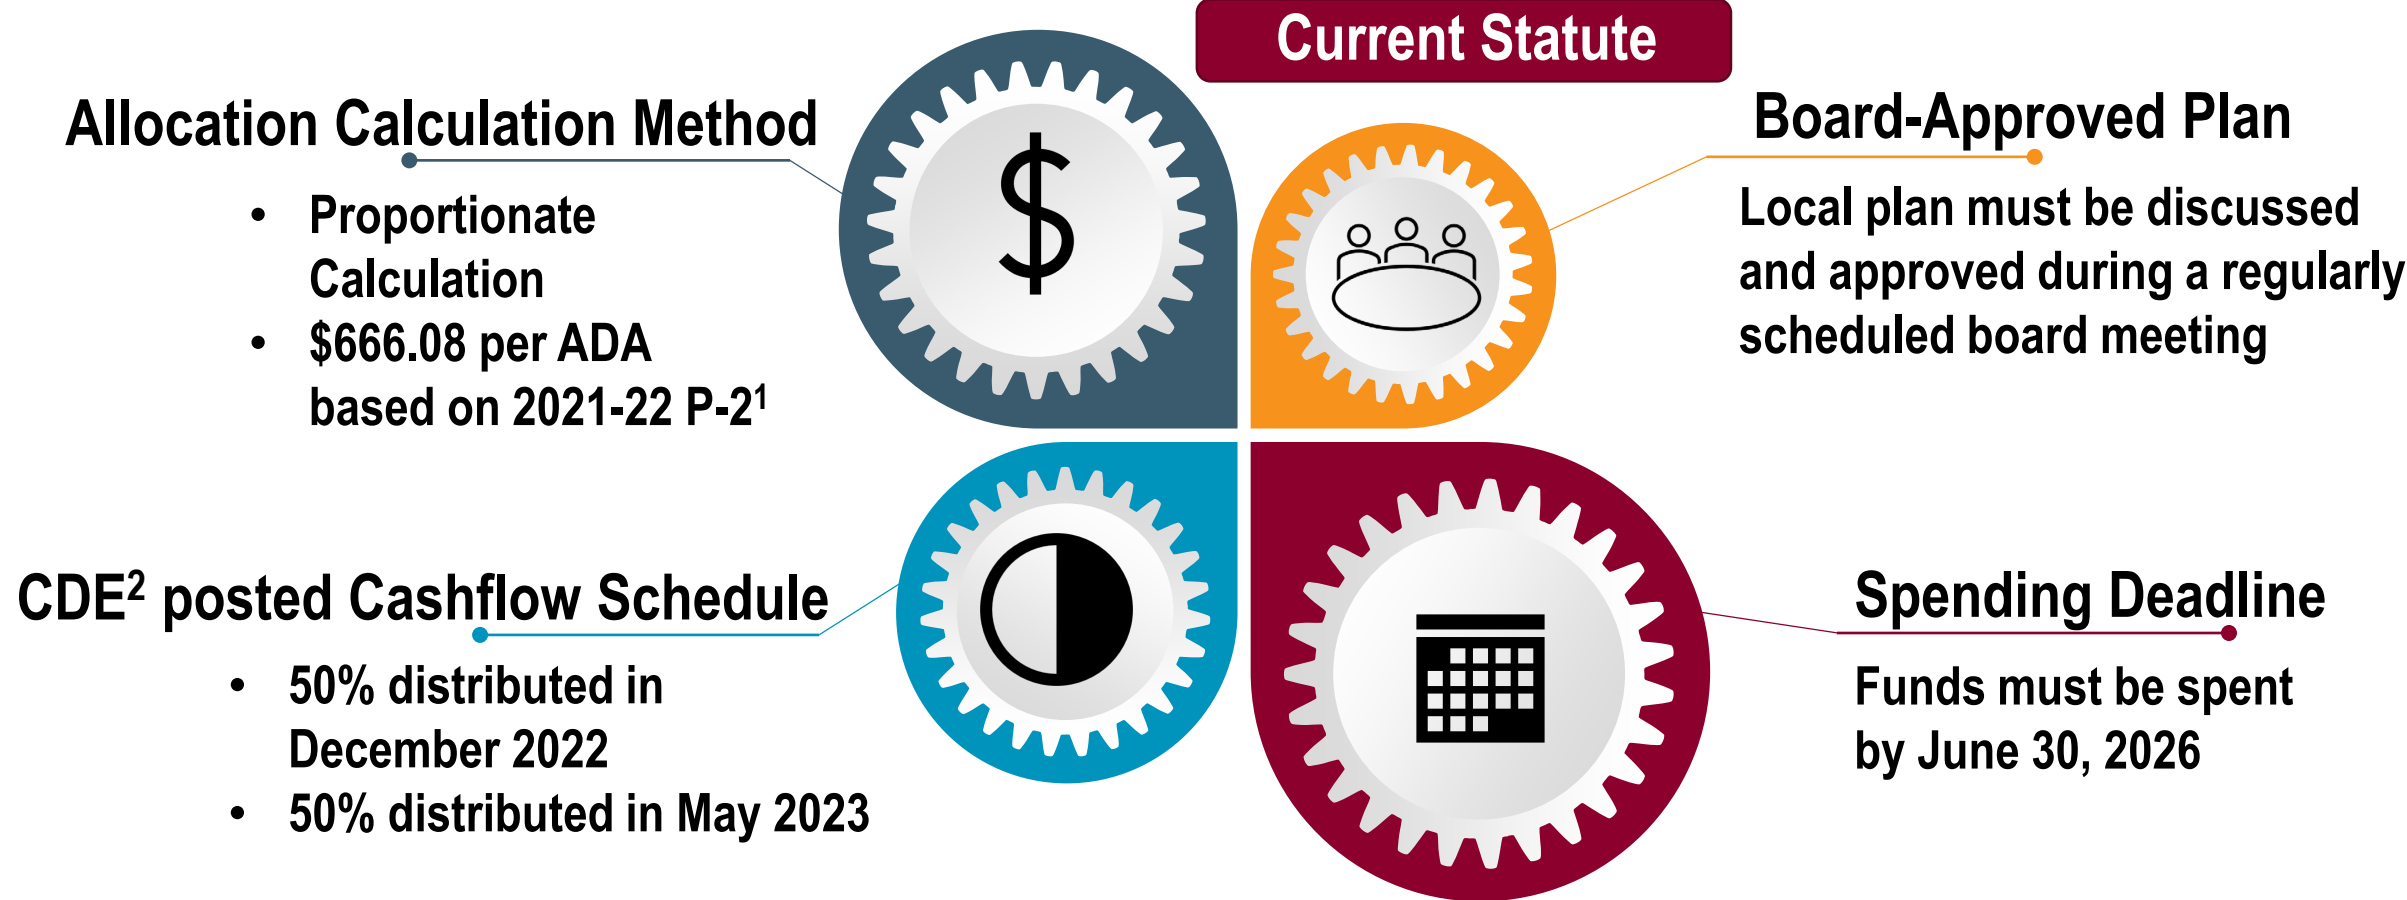 Current Statute
Allocation Calculation Method
• Proportionate
Calculation
• $666.08 per ADA
based on 2021-22 P-2¹
Board-Approved Plan
Local plan must be discussed
and approved during a regularly
scheduled board meeting
CDE² posted Cashflow Schedule
• 50% distributed in
December 2022
• 50% distributed in May 2023
Spending Deadline
Funds must be spent
by June 30, 2026
$